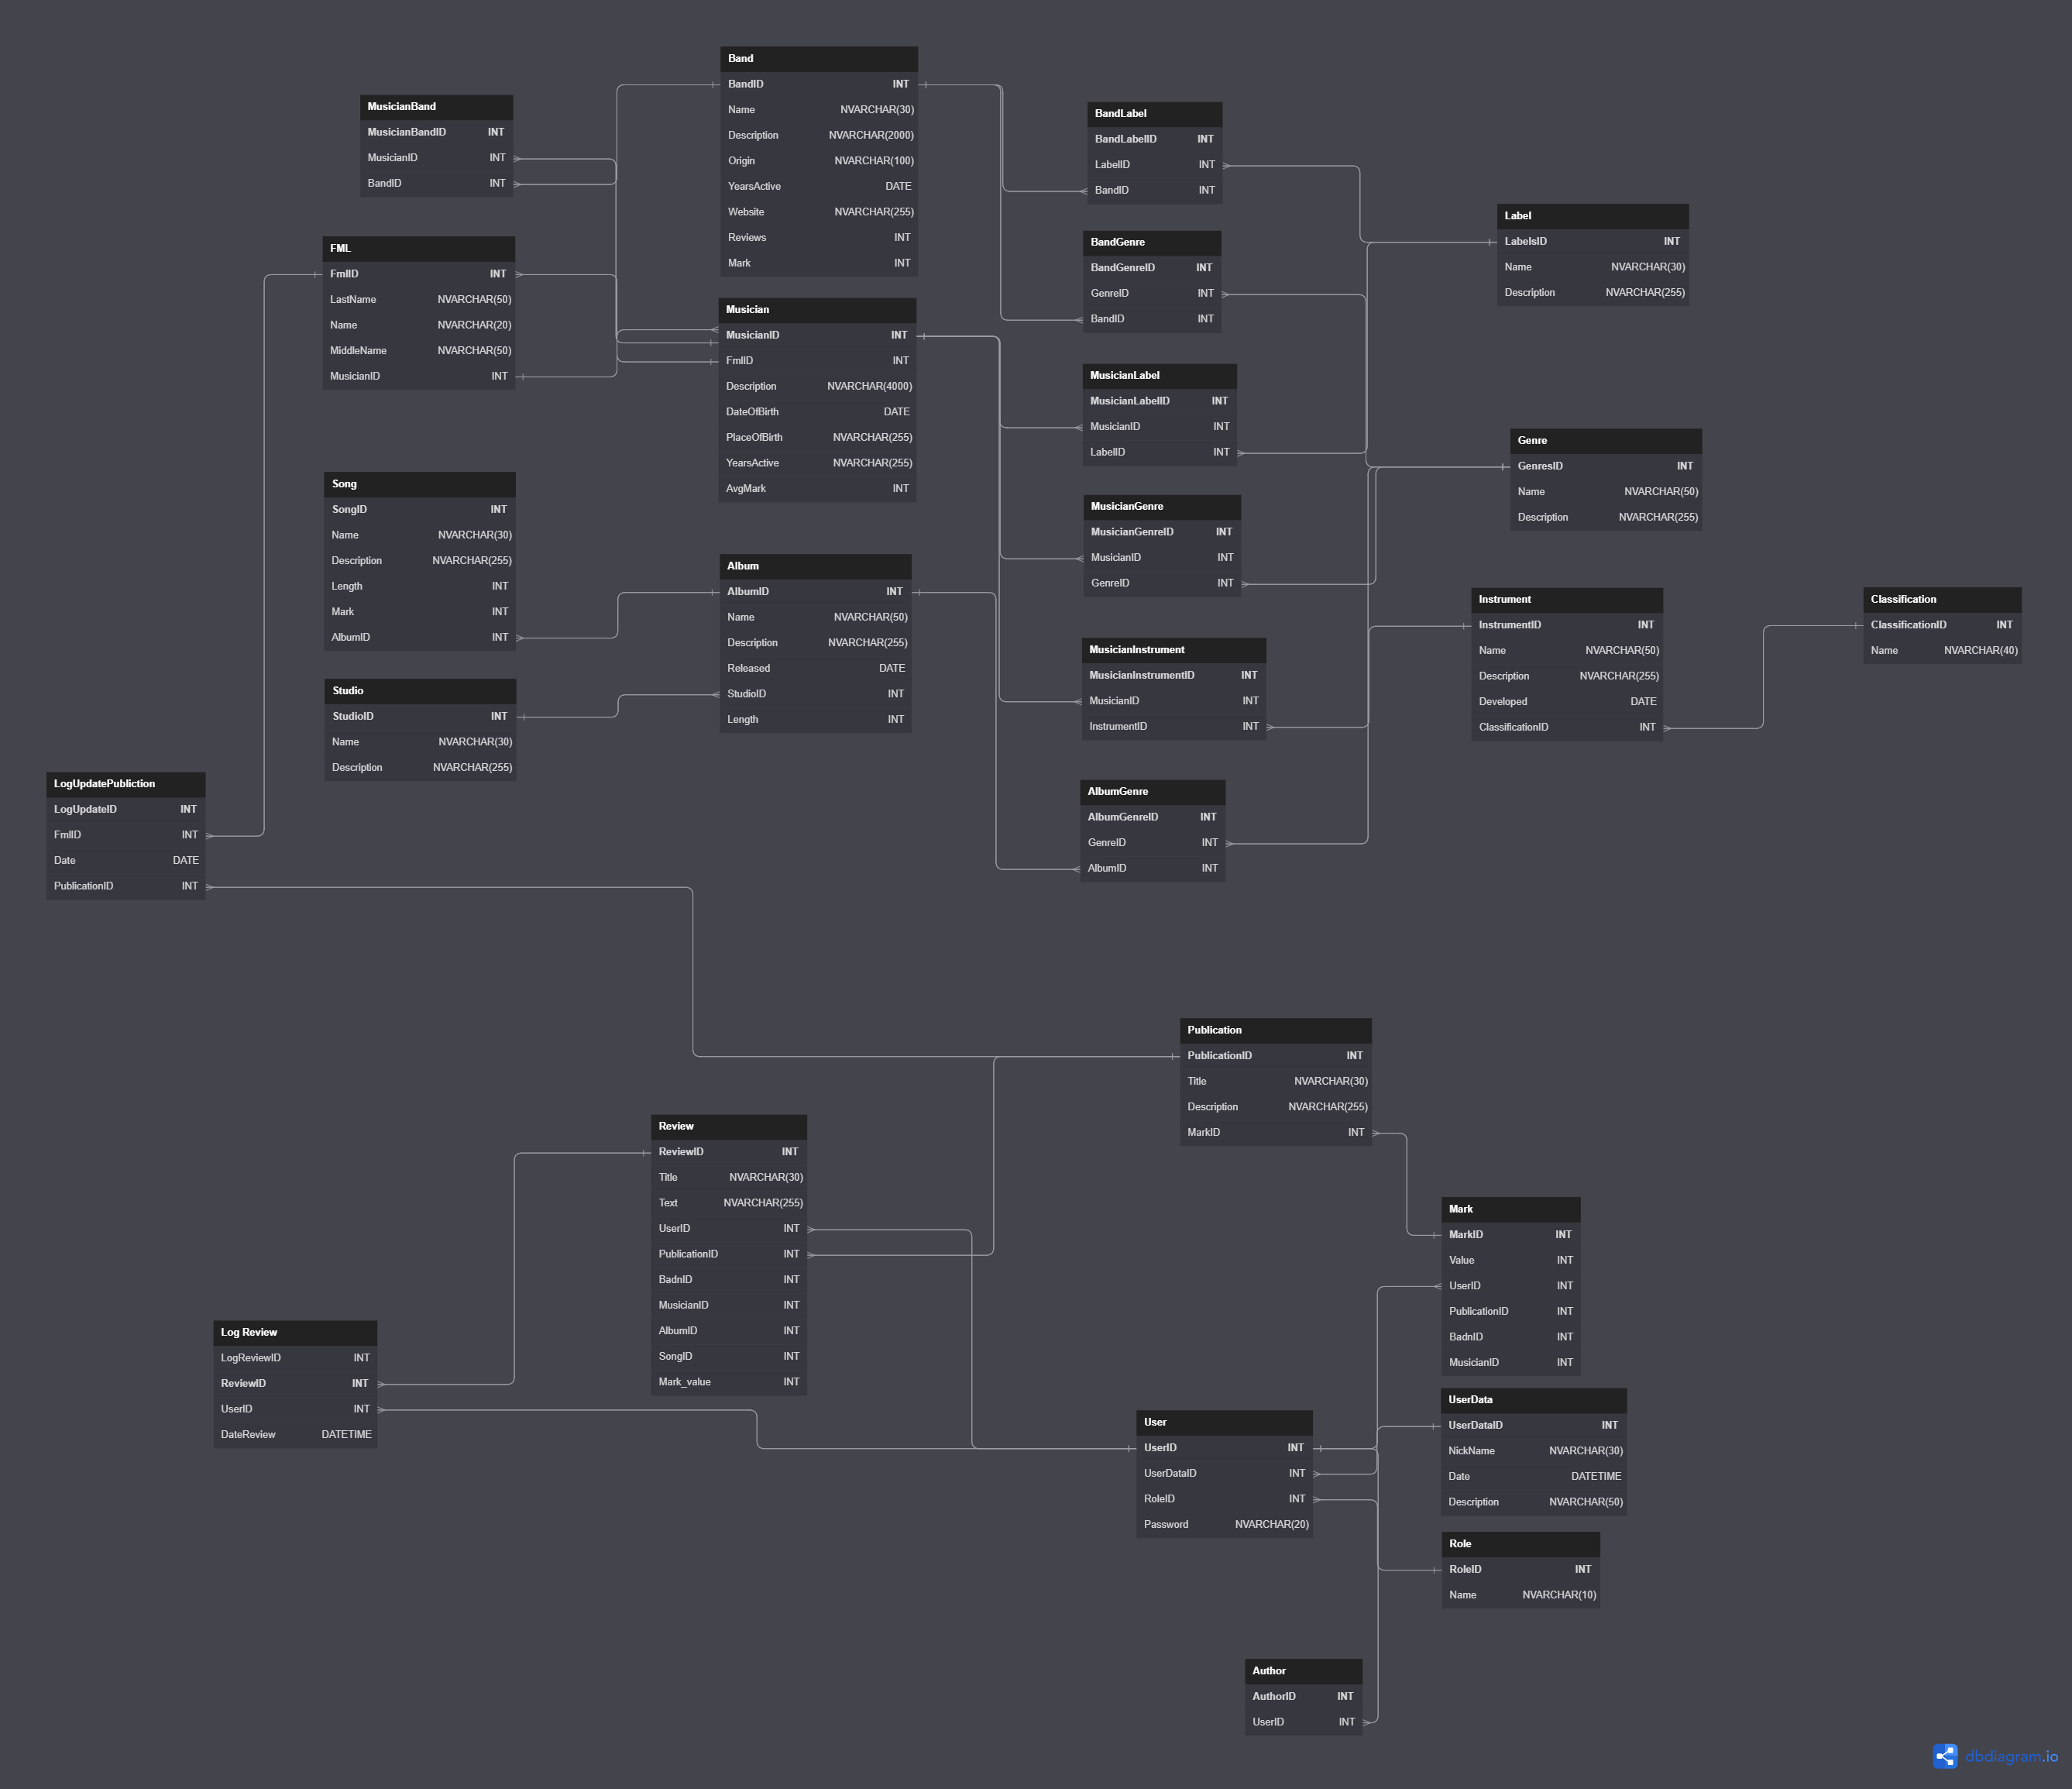 Band
BandID INT
Name NVARCHAR(30)
Description NVARCHAR(2000)
Origin NVARCHAR(100)
YearsActive DATE
Website NVARCHAR(255)
Reviews INT
Mark INT
MusicianBand
MusicianBandID INT
MusicianID INT
BandID INT
BandLabel
BandLabelID INT
LabelID INT
BandID INT
Label
LabelsID INT
Name NVARCHAR(30)
Description NVARCHAR(255)
FML
FmlID INT
LastName NVARCHAR(50)
Name NVARCHAR(20)
MiddleName NVARCHAR(50)
MusicianID INT
BandGenre
BandGenreID INT
GenreID INT
BandID INT
Musician
MusicianID INT
FmlID INT
Description NVARCHAR(4000)
DateOfBirth DATE
PlaceOfBirth NVARCHAR(255)
YearsActive NVARCHAR(255)
AvgMark INT
MusicianLabel
MusicianLabelID INT
MusicianID INT
LabelID INT
Genre
GenresID INT
Name NVARCHAR(50)
Description NVARCHAR(255)
Song
SongID INT
Name NVARCHAR(30)
Description NVARCHAR(255)
Length INT
Mark INT
AlbumID INT
MusicianGenre
MusicianGenreID INT
MusicianID INT
GenreID INT
Album
AlbumID INT
Name NVARCHAR(50)
Description NVARCHAR(255)
Released DATE
StudioID INT
Length INT
Instrument
InstrumentID INT
Name NVARCHAR(50)
Description NVARCHAR(255)
Developed DATE
ClassificationID INT
Classification
ClassificationID INT
Name NVARCHAR(40)
MusicianInstrument
MusicianInstrumentID INT
MusicianID INT
InstrumentID INT
Studio
StudioID INT
Name NVARCHAR(30)
Description NVARCHAR(255)
LogUpdatePubliction
LogUpdateID INT
FmlID INT
Date DATE
PublicationID INT
AlbumGenre
AlbumGenreID INT
GenreID INT
AlbumID INT
Publication
PublicationID INT
Title NVARCHAR(30)
Description NVARCHAR(255)
MarkID INT
Review
ReviewID INT
Title NVARCHAR(30)
Text NVARCHAR(255)
UserID INT
PublicationID INT
BadnID INT
MusicianID INT
AlbumID INT
SongID INT
Mark_value INT
Mark
MarkID INT
Value INT
UserID INT
PublicationID INT
BadnID INT
MusicianID INT
Log Review
LogReviewID INT
ReviewID INT
UserID INT
DateReview DATETIME
UserData
UserDataID INT
NickName NVARCHAR(30)
Date DATETIME
Description NVARCHAR(50)
User
UserID INT
UserDataID INT
RoleID INT
Password NVARCHAR(20)
Role
RoleID INT
Name NVARCHAR(10)
Author
AuthorID INT
UserID INT
dbdiagram.io